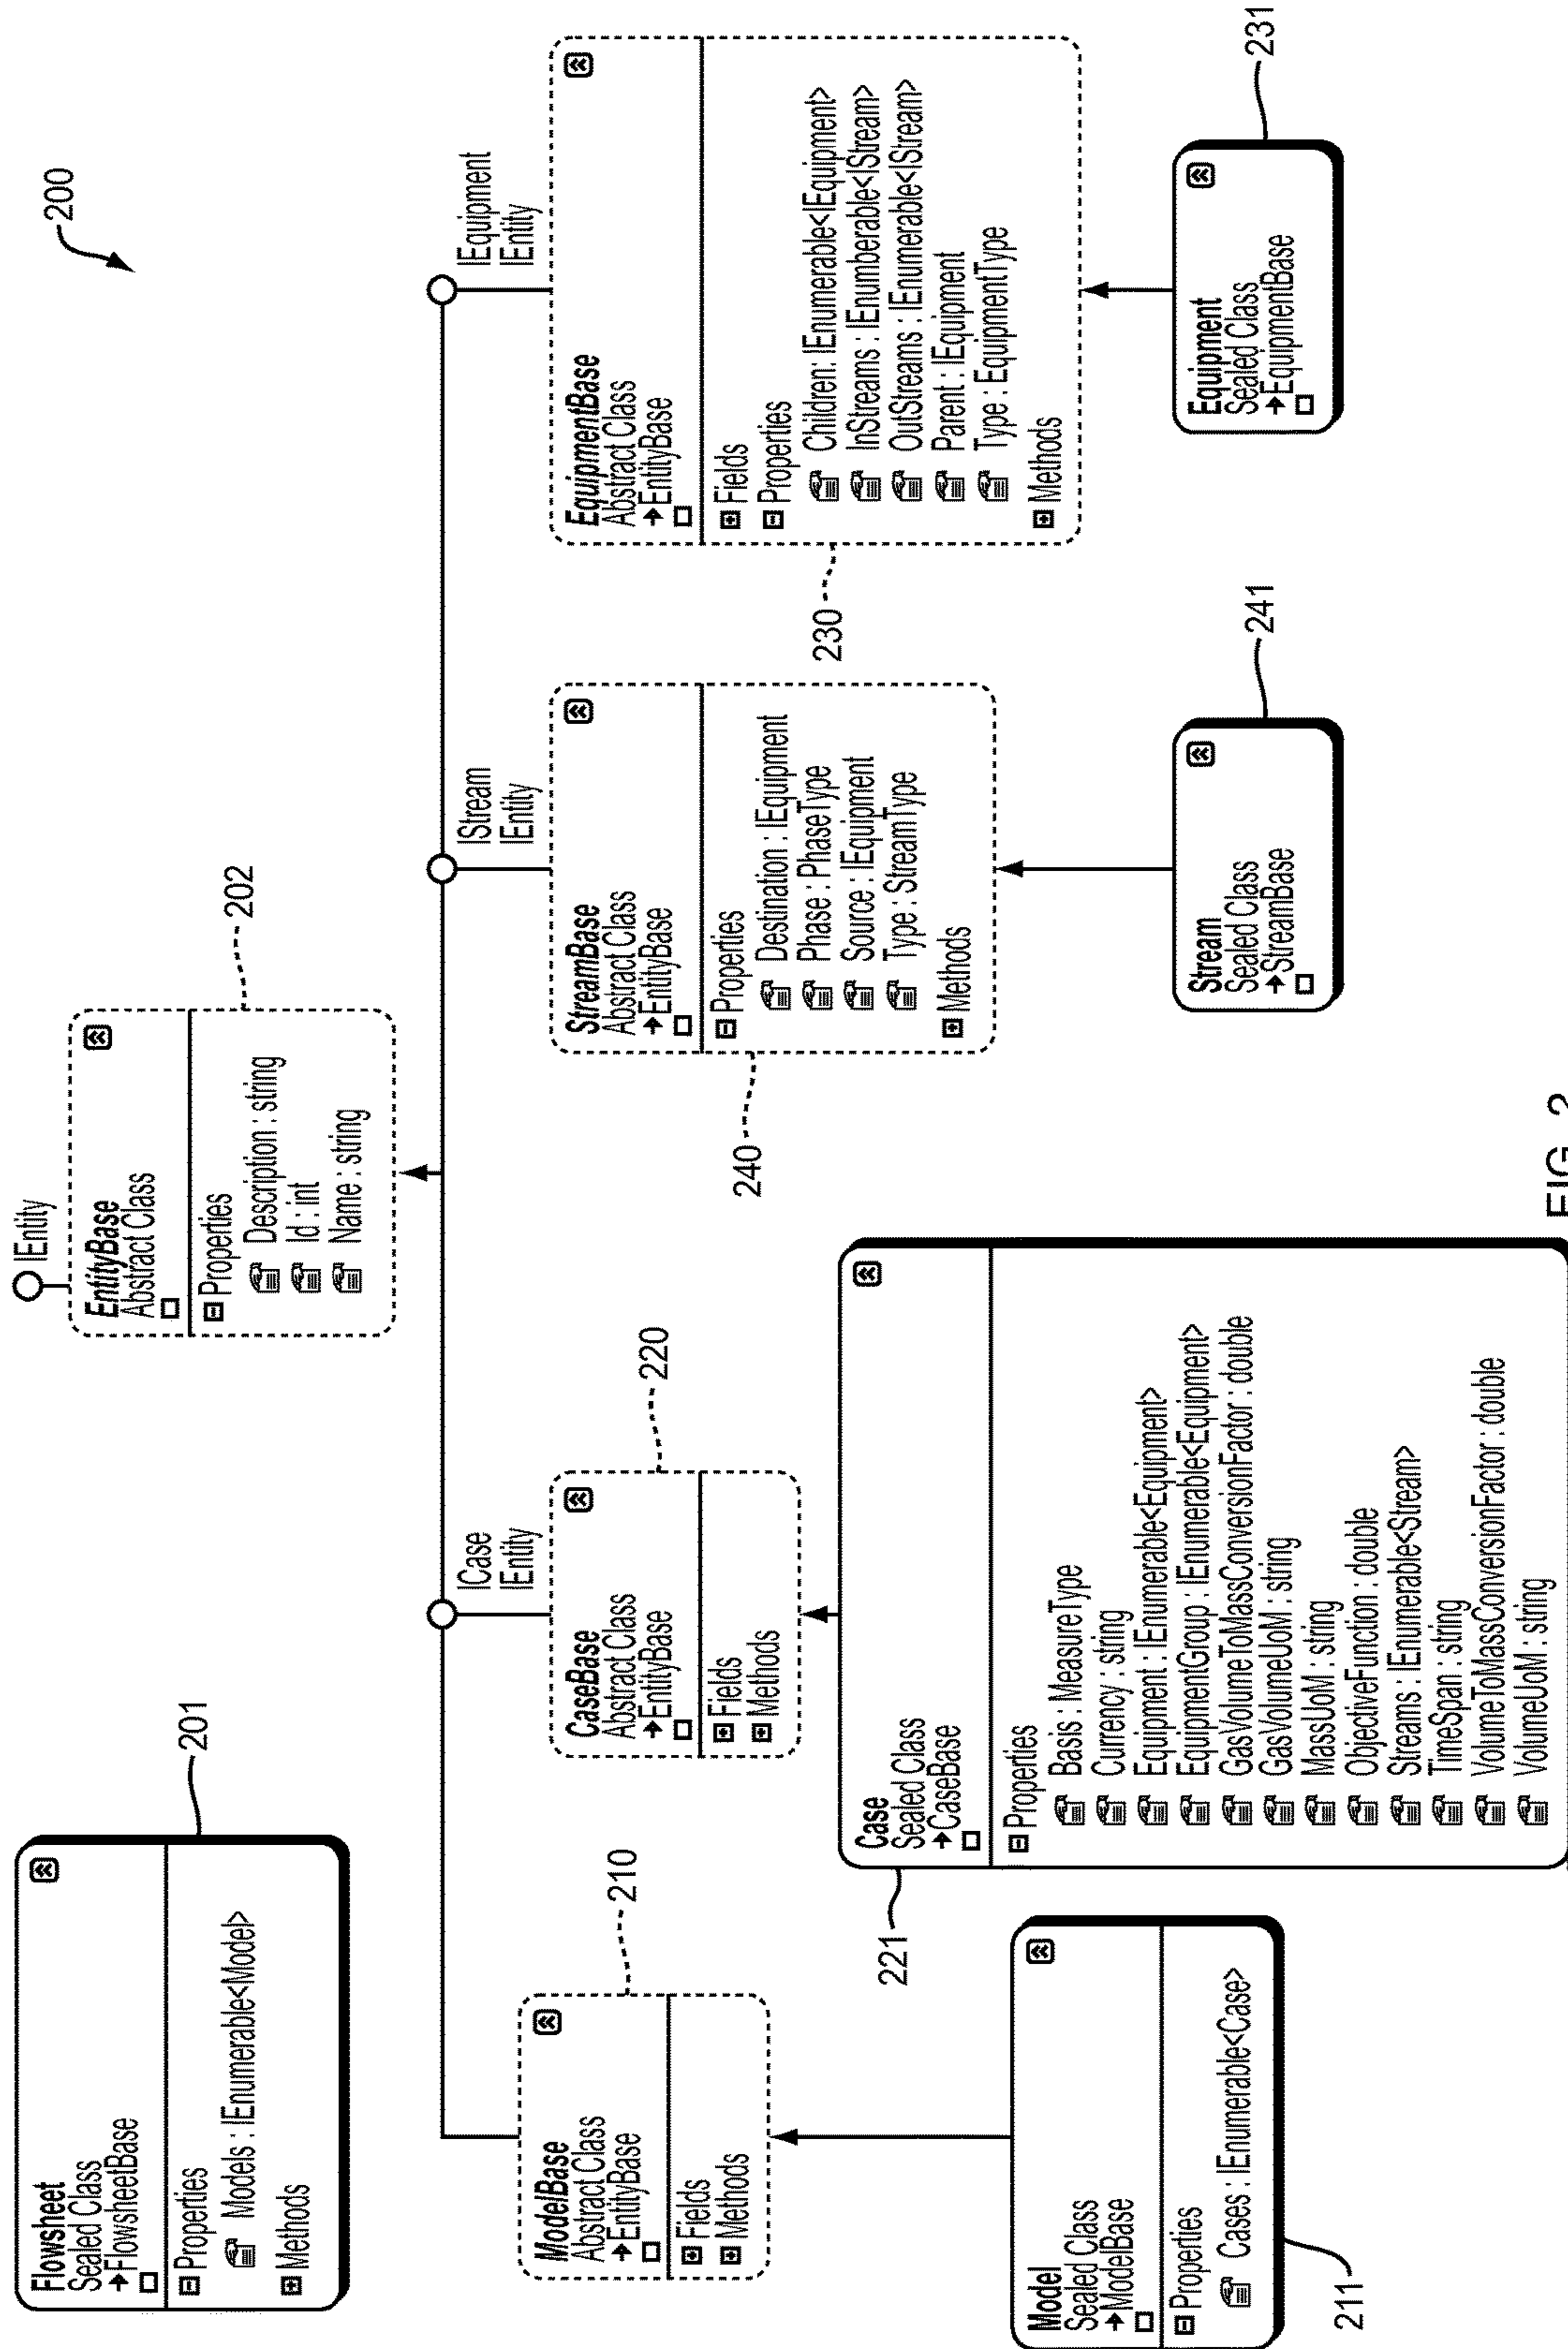 200
Flowsheet
Sealed Class
FlowsheetBase
Properties
Models : IEnumerable<Model>
Methods
201
IEntity
EntityBase
Abstract Class
Properties
Description : string
Id : int
Name : string
202
ModelBase
Abstract Class
EntityBase
Fields
Methods
210
ICase
IEntity
CaseBase
Abstract Class
EntityBase
Fields
Methods
220
IStream
IEntity
StreamBase
Abstract Class
EntityBase
Properties
Destination : IEquipment
Phase : PhaseType
Source : IEquipment
Type : StreamType
Methods
240
IEquipment
IEntity
EquipmentBase
Abstract Class
EntityBase
Fields
Properties
Children: IEnumerable<IEquipment>
InStreams : IEnumberable<IStream>
OutStreams : IEnumerable<IStream>
Parent : IEquipment
Type : EquipmentType
Methods
230
Model
Sealed Class
ModelBase
Properties
Cases : IEnumerable<Case>
211
Case
Sealed Class
CaseBase
Properties
Basis : MeasureType
Currency : string
Equipment : IEnumerable<Equipment>
EquipmentGroup : IEnumerable<Equipment>
GasVolumeToMassConversionFactor : double
GasVolumeUoM : string
MassUoM : string
ObjectiveFunction : double
Streams : IEnumerable<Stream>
TimeSpan : string
VolumeToMassConversionFactor : double
VolumeUoM : string
221
Stream
Sealed Class
StreamBase
241
Equipment
Sealed Class
EquipmentBase
231
FIG. 2